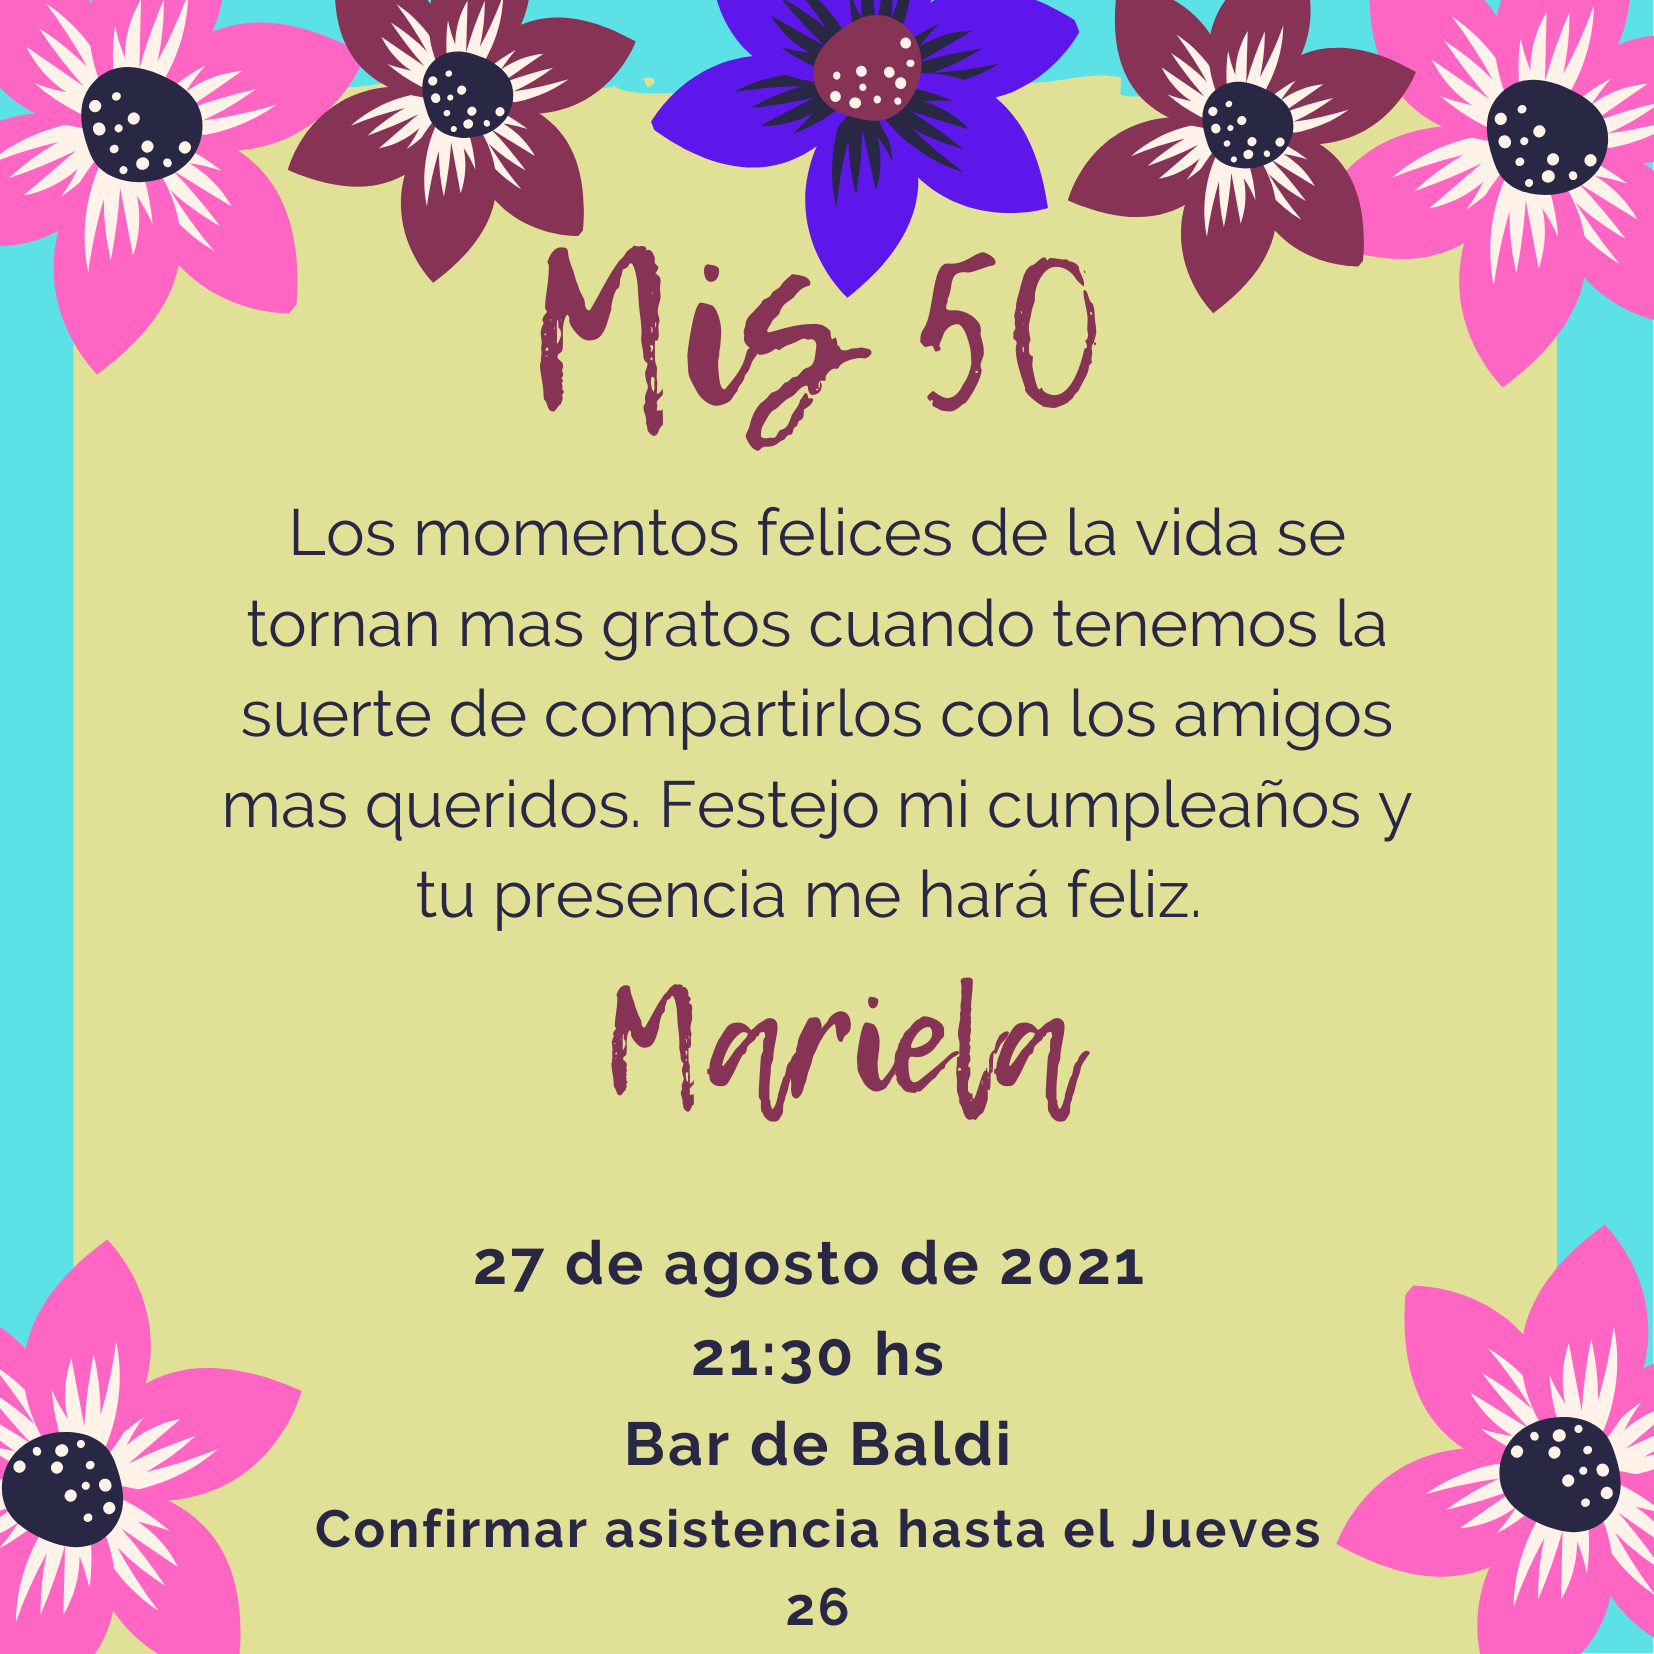 Mis 50
Los momentos felices de la vida se
tornan mas gratos cuando tenemos la
suerte de compartirlos con los amigos
mas queridos. Festejo mi cumpleaños y
tu presencia me hará feliz.
Mariela
27 de agosto de 2021
21:30 hs
Bar de Baldi
Confirmar asistencia hasta el Jueves
26